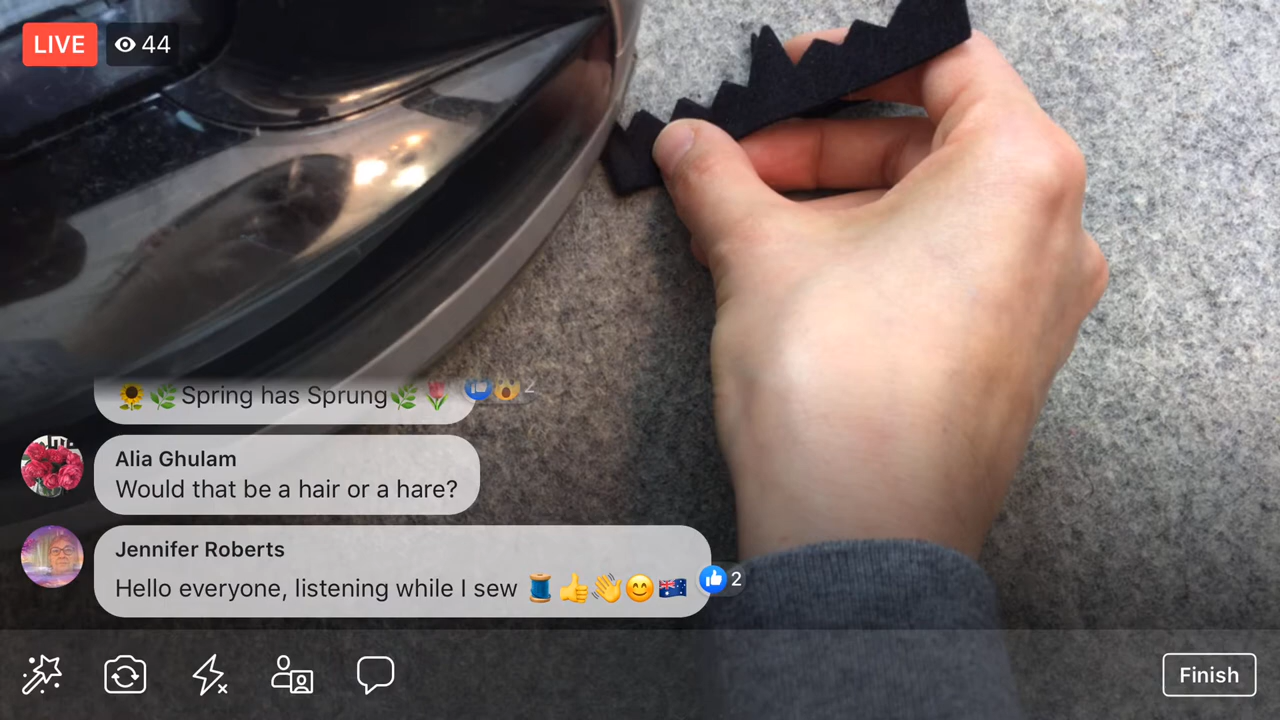 LIVE 44
🌻🌿Spring has Sprung🌿🌷 2
Alia Ghulam
Would that be a hair or a hare?
Jennifer Roberts
Hello everyone, listening while I sew 🧵👍👋😊🇦🇺 2
Finish